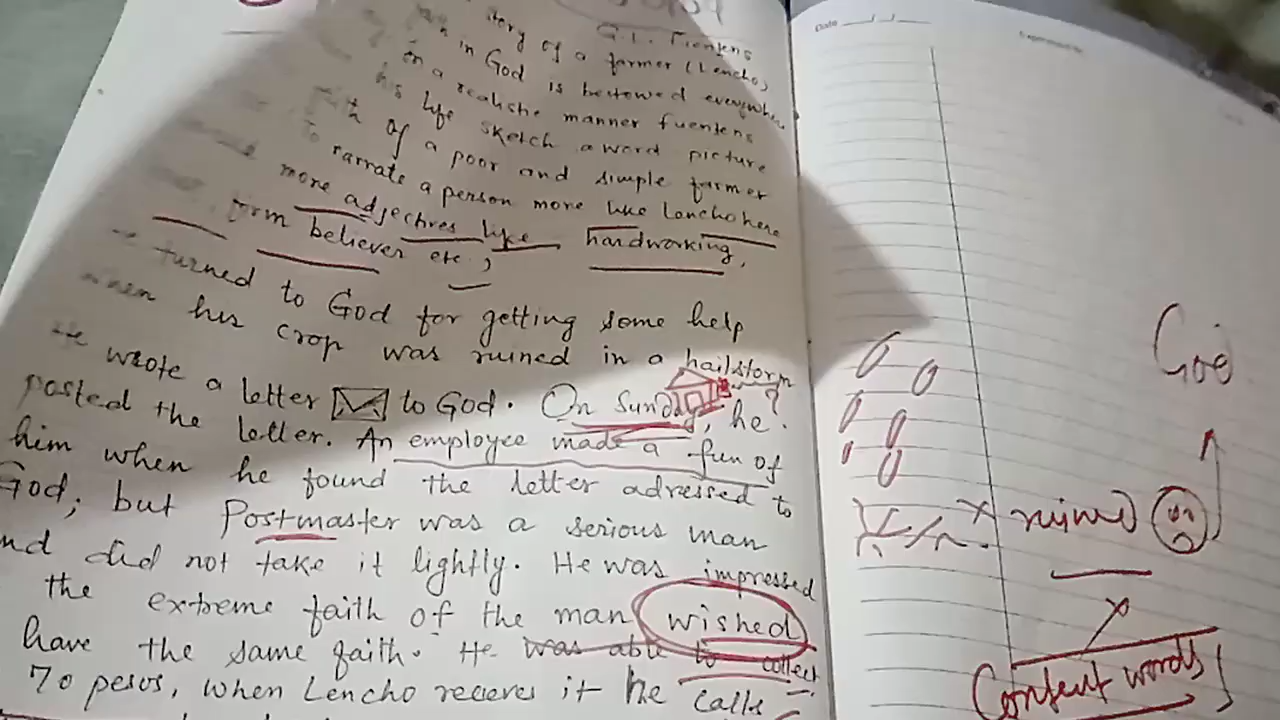 G.L. Fuentens
story of a farmer (Lencho)
in God is bestowed everywhere
in a realistic manner fuentens
his life sketch a word picture
of a poor and simple farmer
To narrate a person more like Lencho here
more adjectives like hardworking,
firm believer etc.,
He turned to God for getting some help
when his crop was ruined in a hailstorm
He wrote a letter to God. On Sunday, he ?
posted the letter. An employee made a fun of
him when he found the letter adressed to
God; but Postmaster was a serious man
and did not take it lightly. He was impressed
the extreme faith of the man wished
have the same faith. He was able to collect
70 pesos, when Lencho receives it he calls
Date
God
ruined
Content words